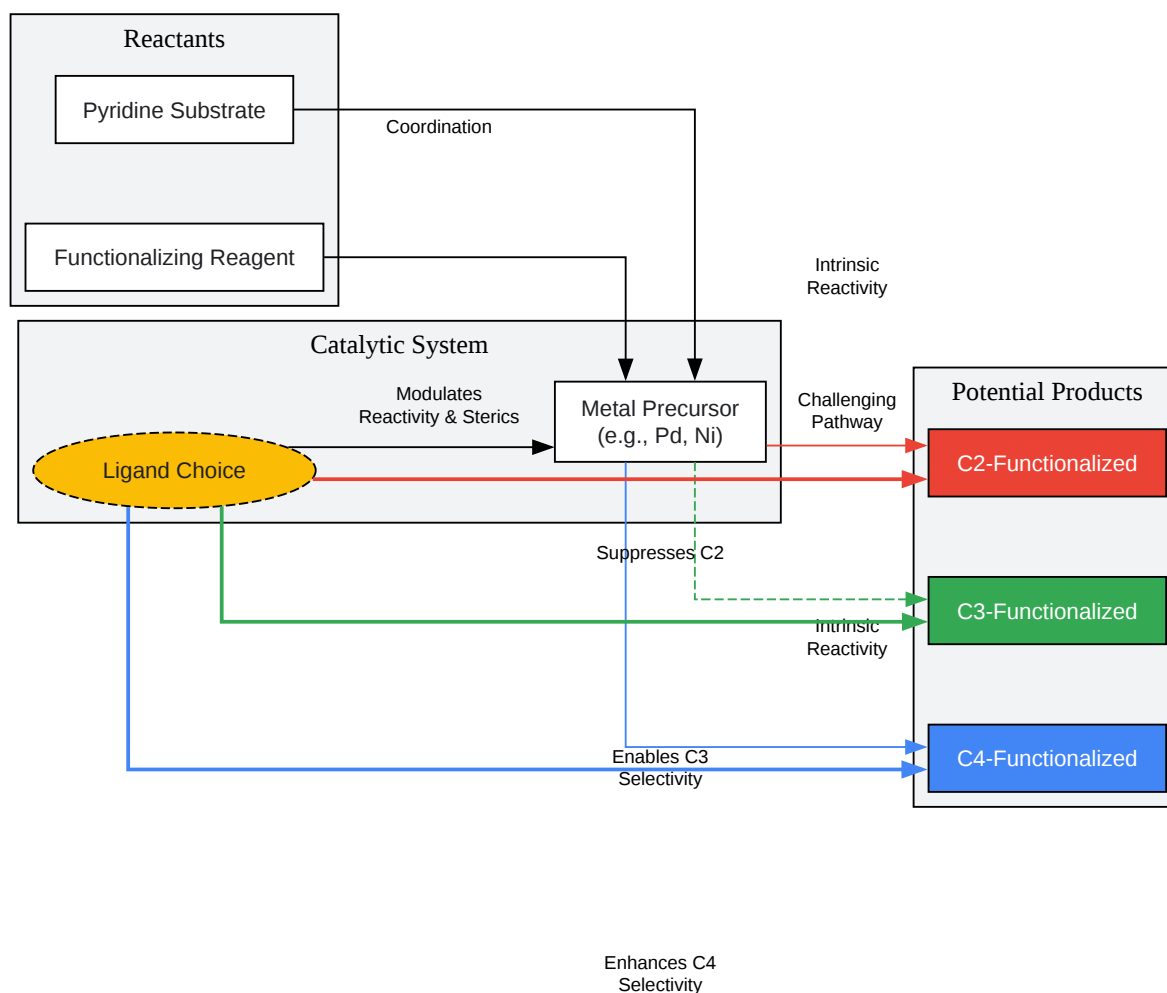 Reactants
Pyridine Substrate
Coordination
Functionalizing Reagent
Intrinsic
Reactivity
Catalytic System
Modulates
Reactivity & Sterics
Metal Precursor
(e.g., Pd, Ni)
Challenging
Pathway
Potential Products
Ligand Choice
C2-Functionalized
Suppresses C2
C3-Functionalized
Intrinsic
Reactivity
Enables C3
Selectivity
C4-Functionalized
Enhances C4
Selectivity